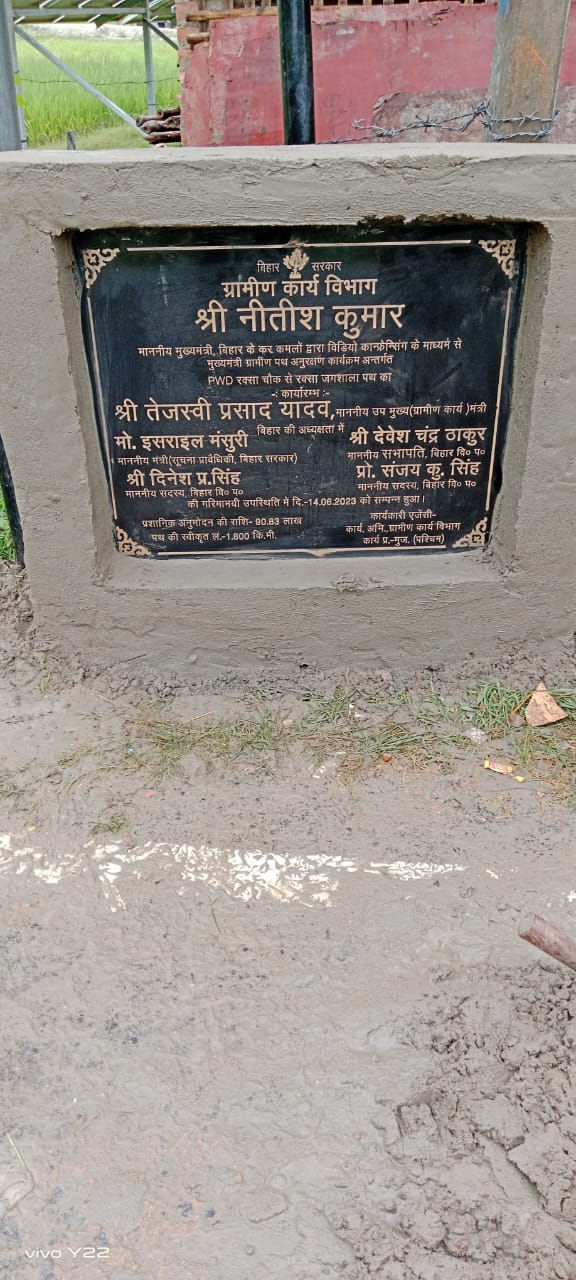 बिहार सरकार
ग्रामीण कार्य विभाग
श्री नीतीश कुमार
माननीय मुख्यमंत्री, बिहार के कर कमलों द्वारा विडियो कान्फ्रेन्सिंग के माध्यम से
मुख्यमंत्री ग्रामीण पथ अनुरक्षण कार्यक्रम अन्तर्गत
PWD रक्सा चौक से रक्सा जगशाला पथ का
-: कार्यारम्भ :-
श्री तेजस्वी प्रसाद यादव, माननीय उप मुख्य(ग्रामीण कार्य )मंत्री
बिहार की अध्यक्षता में
मो. इसराईल मंसुरी
माननीय मंत्री(सूचना प्रावैधिकी, बिहार सरकार)
श्री देवेश चंद्र ठाकुर
माननीय सभापति, बिहार वि० प०
श्री दिनेश प्र.सिंह
माननीय सदस्य, बिहार वि० प०
प्रो. संजय कु. सिंह
माननीय सदस्य, बिहार वि० प०
की गरिमामयी उपस्थिति में दि.-14.06.2023 को सम्पन्न हुआ।
प्रशानिक अनुमोदन की राशि- 90.83 लाख
पथ की स्वीकृत लं.-1.800 कि.मी.
कार्यकारी एजेंसी-
कार्य. अभि.,ग्रामीण कार्य विभाग
कार्य प्र.-मुज. (पश्चिम)
vivo Y22